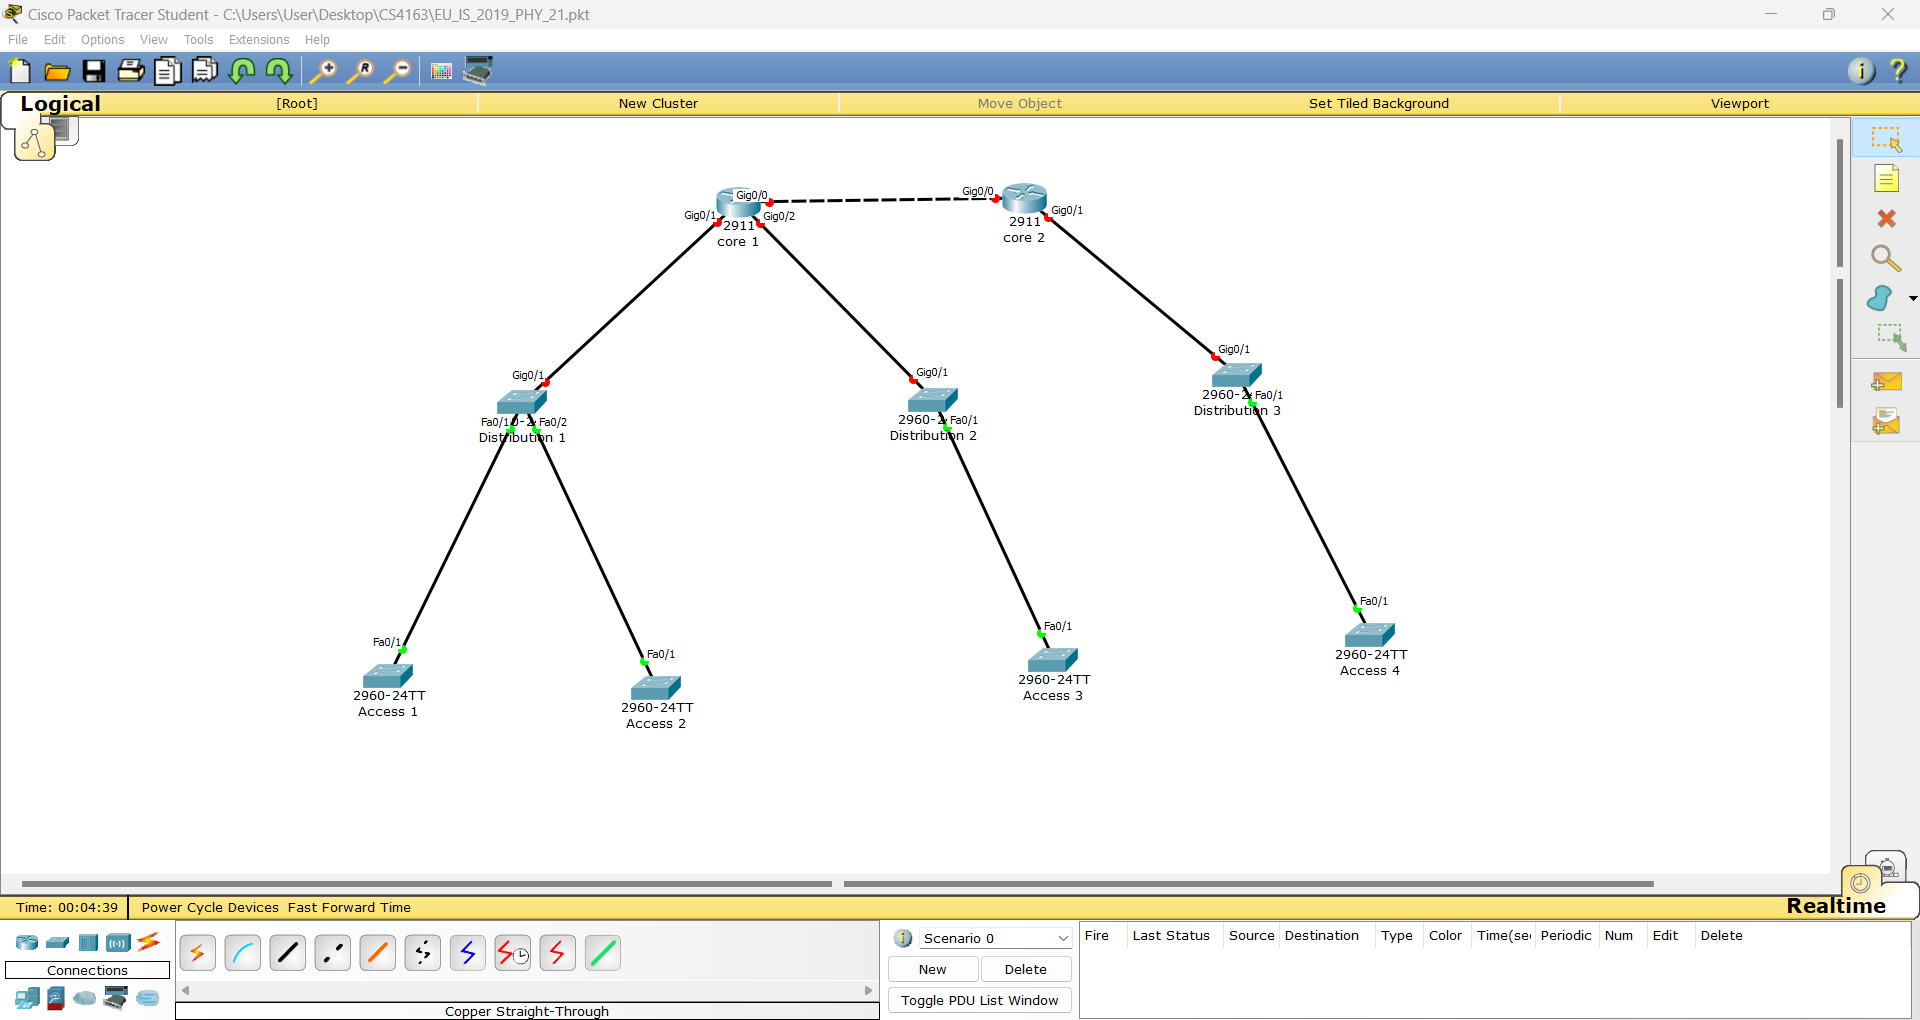 Cisco Packet Tracer Student - C:\Users\User\Desktop\CS4163\EU_IS_2019_PHY_21.pkt
File Edit Options View Tools Extensions Help
Logical [Root] New Cluster Move Object Set Tiled Background Viewport
Gig0/0 Gig0/0
Gig0/1 Gig0/2 Gig0/1
2911 2911
core 1 core 2
Gig0/1 Gig0/1 Gig0/1
Fa0/1 0-2 Fa0/2
Distribution 1
2960-2 Fa0/1
Distribution 2
2960-2 Fa0/1
Distribution 3
Fa0/1 Fa0/1 Fa0/1 Fa0/1
2960-24TT
Access 1
2960-24TT
Access 2
2960-24TT
Access 3
2960-24TT
Access 4
Time: 00:04:39 Power Cycle Devices Fast Forward Time Realtime
Connections
Copper Straight-Through
Scenario 0
New Delete
Toggle PDU List Window
Fire Last Status Source Destination Type Color Time(se Periodic Num Edit Delete